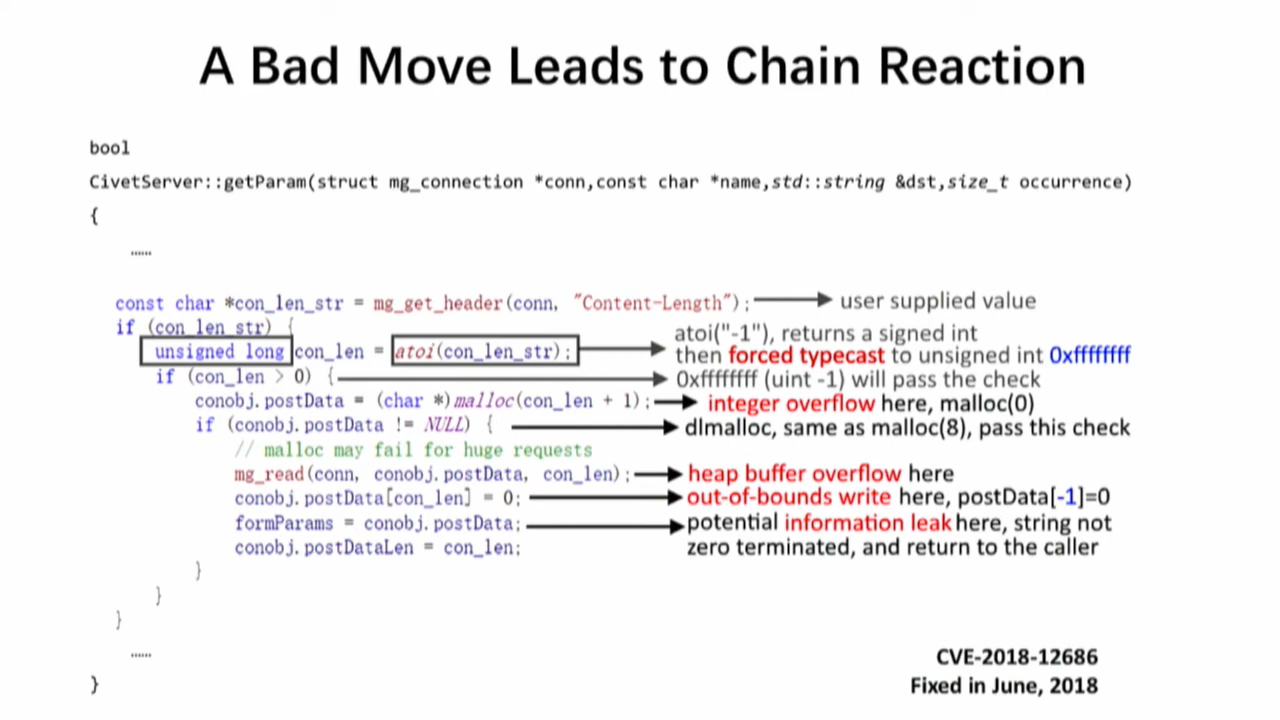 A Bad Move Leads to Chain Reaction
bool
CivetServer::getParam(struct mg_connection *conn,const char *name,std::string &dst,size_t occurrence)
{
......
const char *con_len_str = mg_get_header(conn, "Content-Length"); user supplied value
if (con_len_str) {
unsigned long con_len = atoi(con_len_str); atoi("-1"), returns a signed int
then forced typecast to unsigned int 0xffffffff
if (con_len > 0) { 0xffffffff (uint -1) will pass the check
conobj.postData = (char *)malloc(con_len + 1); integer overflow here, malloc(0)
if (conobj.postData != NULL) { dlmalloc, same as malloc(8), pass this check
// malloc may fail for huge requests
mg_read(conn, conobj.postData, con_len); heap buffer overflow here
conobj.postData[con_len] = 0; out-of-bounds write here, postData[-1]=0
formParams = conobj.postData; potential information leak here, string not
conobj.postDataLen = con_len; zero terminated, and return to the caller
}
}
}
......
}
CVE-2018-12686
Fixed in June, 2018